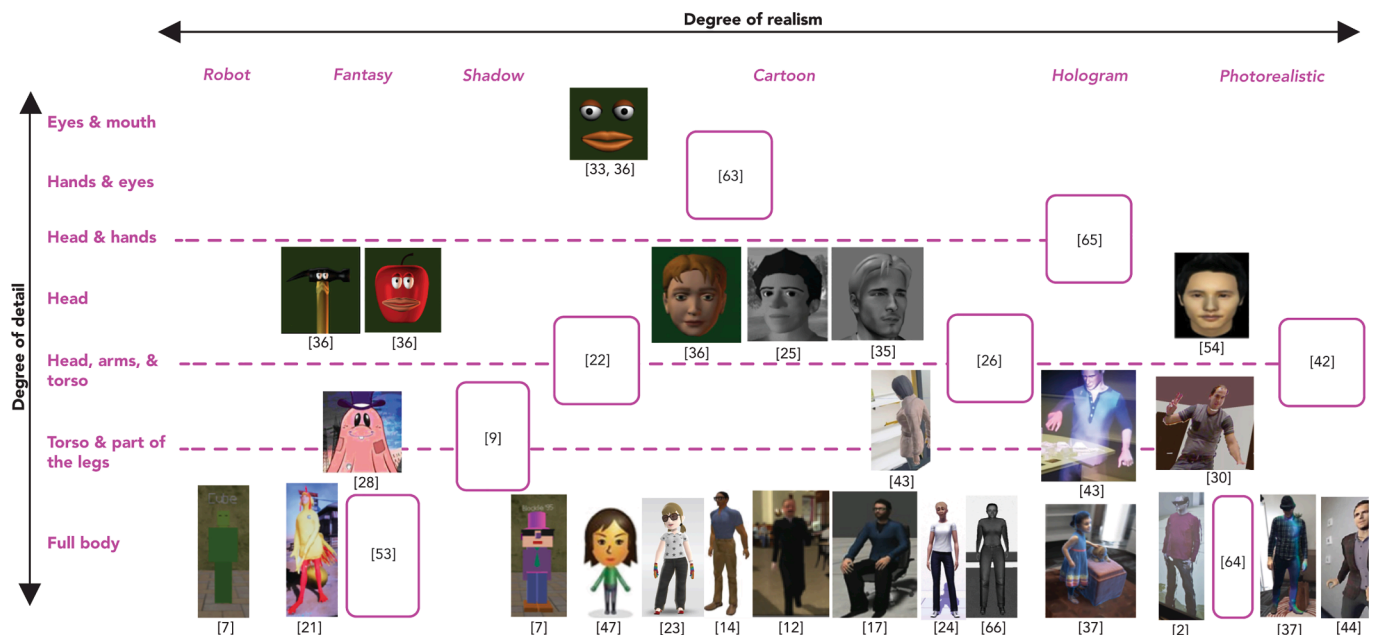 Degree of realism
Robot
Fantasy
Shadow
Cartoon
Hologram
Photorealistic
Degree of detail
Eyes & mouth
[33, 36]
[63]
Hands & eyes
Head & hands
[65]
Head
[36]
[36]
[36]
[25]
[35]
[54]
Head, arms, &
torso
[22]
[26]
[42]
Torso & part of
the legs
[28]
[9]
[43]
[43]
[30]
Full body
Cube
[53]
[64]
[7]
[21]
[7]
[47]
[23]
[14]
[12]
[17]
[24]
[66]
[37]
[2]
[37]
[44]